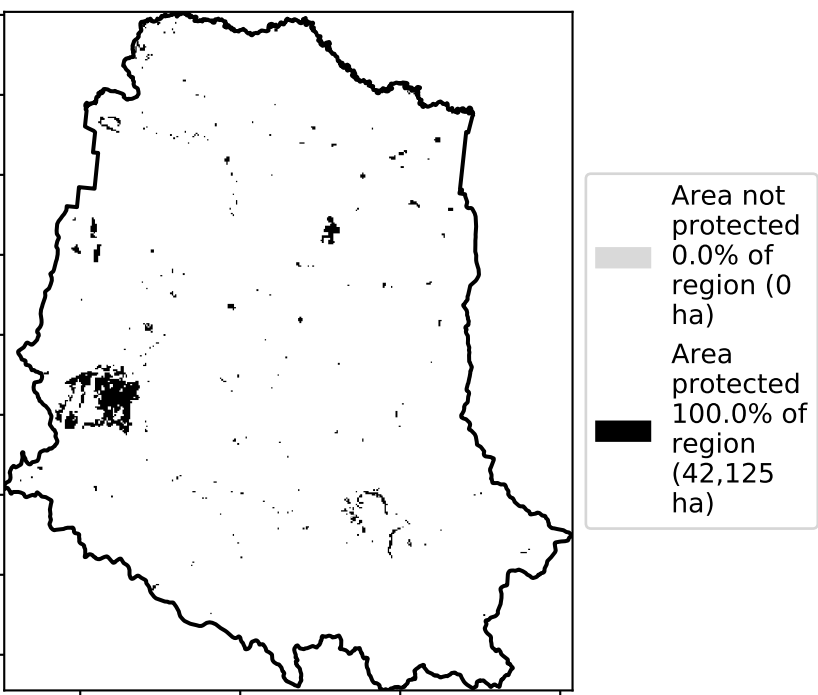 Area not
protected
0.0% of
region (0
ha)
Area
protected
100.0% of
region
(42,125
ha)